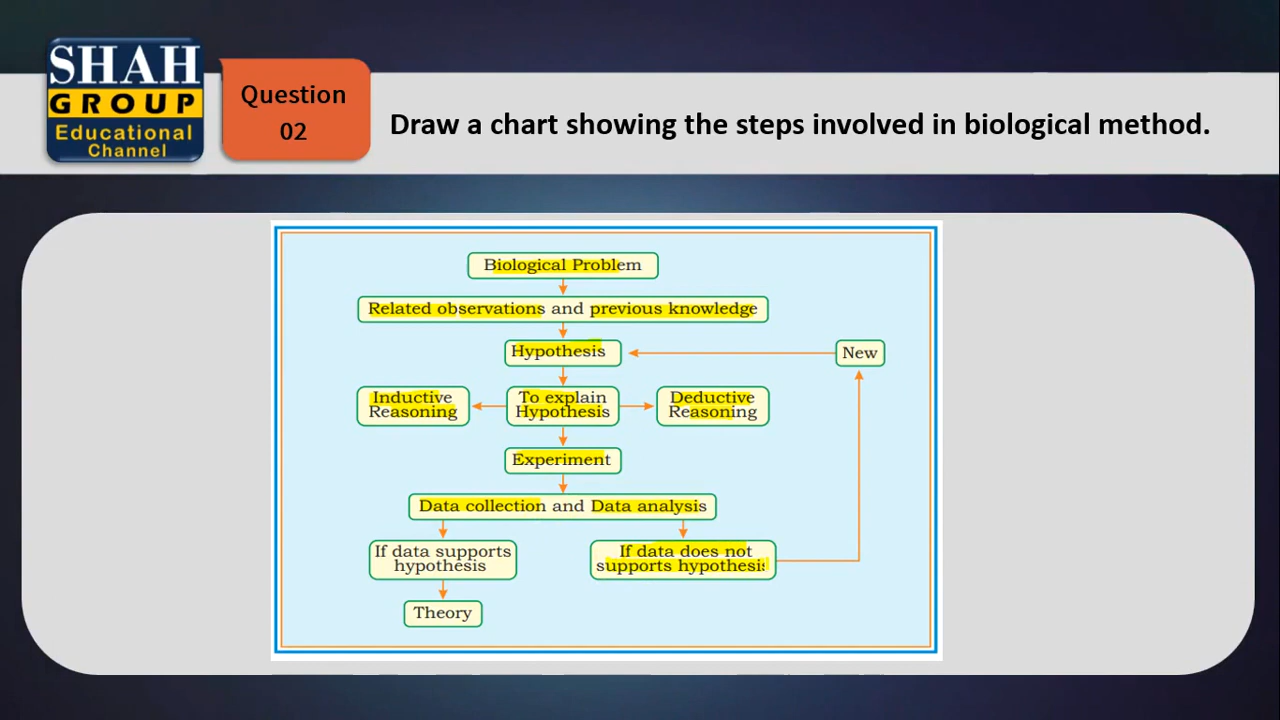 SHAH
GROUP
Educational
Channel
Question
02
Draw a chart showing the steps involved in biological method.
Biological Problem
Related observations and previous knowledge
Hypothesis
New
Inductive
Reasoning
To explain
Hypothesis
Deductive
Reasoning
Experiment
Data collection and Data analysis
If data supports
hypothesis
If data does not
supports hypothesis
Theory